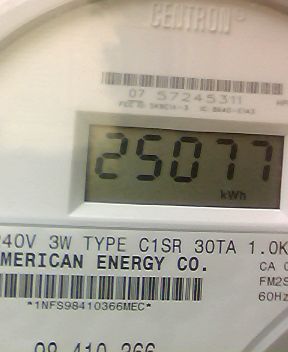 CENTRON®
07 57245311
25077
kWh
240V 3W TYPE C1SR 30TA 1.0K
AMERICAN ENERGY CO.
CA 0
FM2S
60Hz
*1NFS98410366MEC*
98 410 366